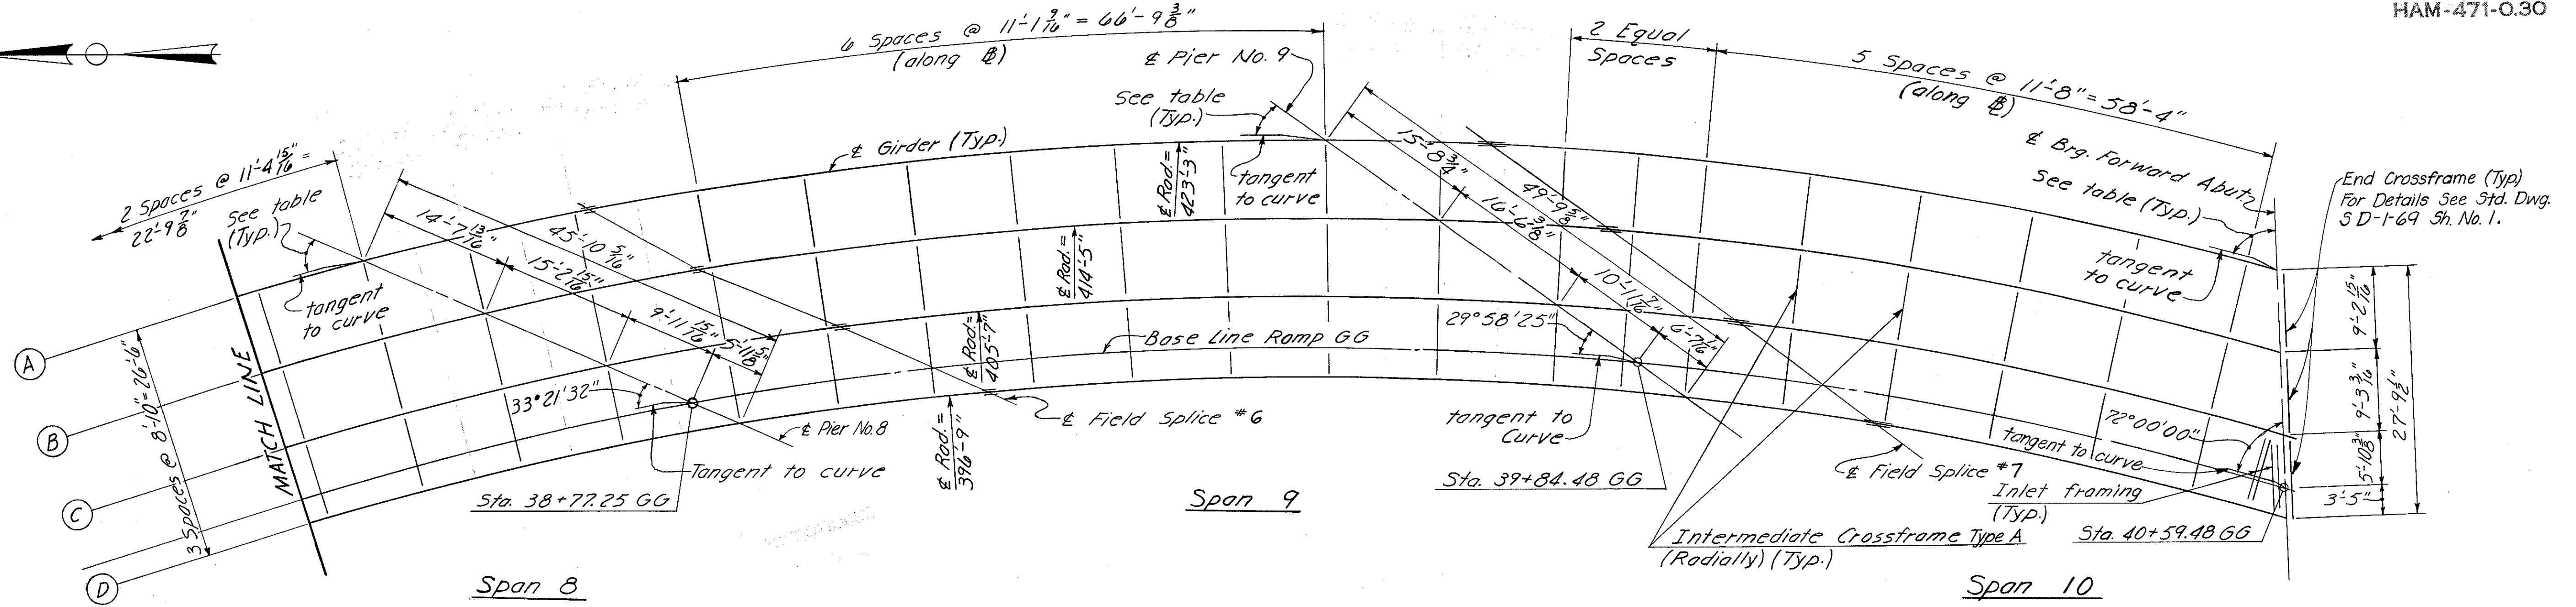 HAM-471-0.30
6 Spaces @ 11'-1 9/16" = 66'-9 3/8"
(along ℄B)
℄ Pier No. 9
2 Equal
Spaces
5 Spaces @ 11'-8" = 58'-4"
(along ℄B)
See table
(Typ.)
℄ Girder (Typ.)
℄ Brg. Forward Abut.
See table (Typ.)
End Crossframe (Typ)
For Details See Std. Dwg.
SD-1-69 Sh. No. 1.
2 Spaces @ 11'-4 15/16" =
22'-9 7/8"
See table
(Typ.)
14'-7 13/16"
45'-10 5/16"
15'-2 15/16"
9'-11 15/16"
5'-11 5/8"
tangent
to curve
℄ Rad. =
423'-3"
tangent
to curve
15'-8 3/4"
49'-9 5/8"
16'-6 3/8"
10'-11 7/16"
6'-7 1/16"
tangent
to curve
℄ Rad. =
414'-5"
℄ Rad. =
405'-7"
℄ Rad. =
396'-9"
Base Line Ramp GG
29°58'25"
33°21'32"
72°00'00"
9'-2 15/16"
9'-3 3/16"
5'-10 3/8"
3'-5"
27'-9 1/2"
A
B
C
D
3 Spaces @ 8'-10" = 26'-6"
MATCH LINE
℄ Pier No. 8
℄ Field Splice #6
Tangent to curve
Sta. 38+77.25 GG
tangent to
Curve
Sta. 39+84.48 GG
℄ Field Splice #7
tangent to curve
Inlet framing
(Typ.)
Sta. 40+59.48 GG
Intermediate Crossframe Type A
(Radially) (Typ.)
Span 8
Span 9
Span 10